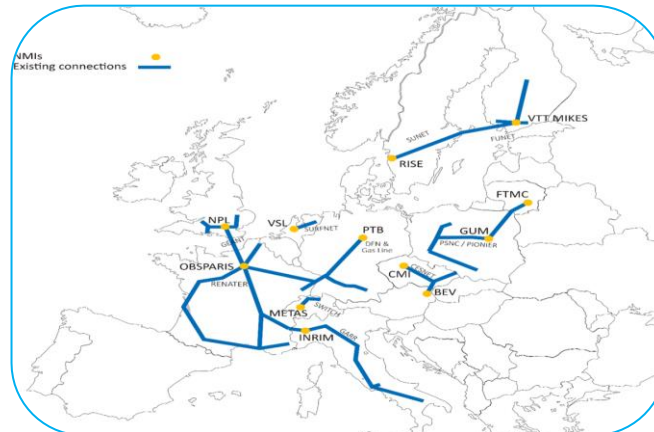 NMIs
Existing connections
VTT MIKES
SUNET
FUNET
RISE
FTMC
NPL
VSL
SURFNET
PTB
GUM
GEANT
DFN &
Gas Line
PSNC / PIONIER
OBSPARIS
CMI
CESNET
RENATER
BEV
METAS
SWITCH
INRIM
GARR